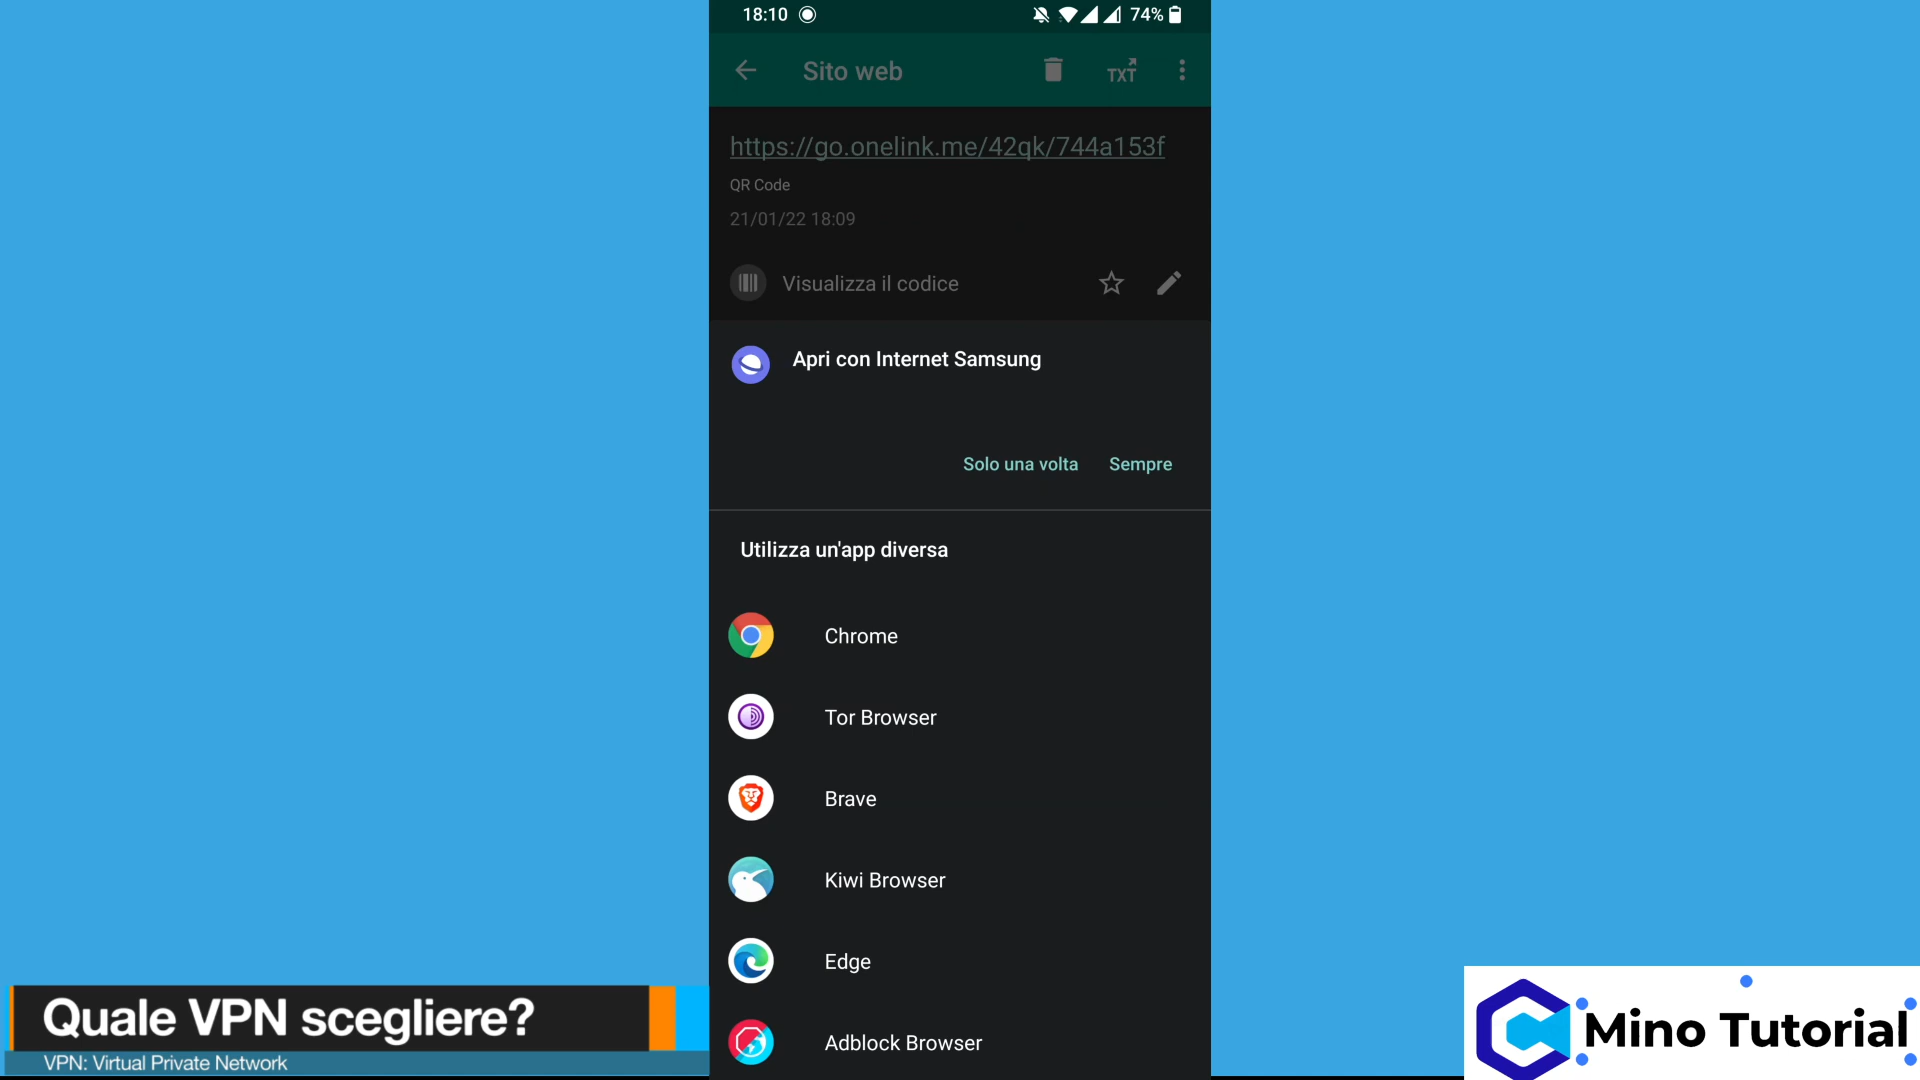 18:10
74%
Sito web
TXT
https://go.onelink.me/42qk/744a153f
QR Code
21/01/22 18:09
Visualizza il codice
Apri con Internet Samsung
Solo una volta
Sempre
Utilizza un'app diversa
Chrome
Tor Browser
Brave
Kiwi Browser
Edge
Adblock Browser
Quale VPN scegliere?
VPN: Virtual Private Network
Mino Tutorial